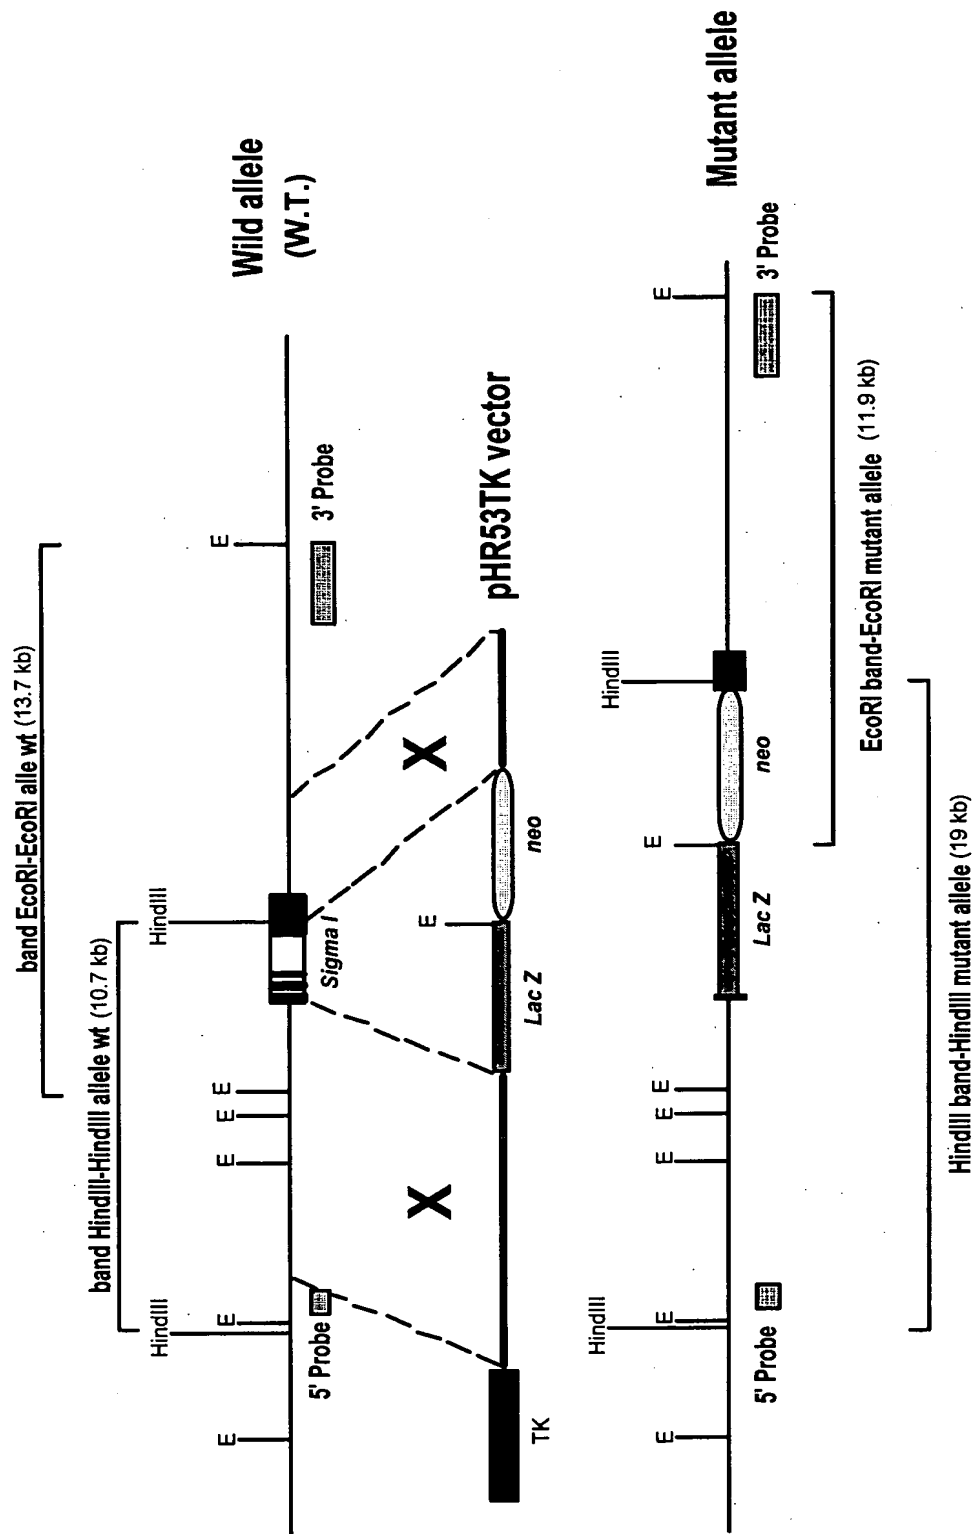 band EcoRI-EcoRI alle wt (13.7 kb)
band HindIII-HindIII allele wt (10.7 kb)
Wild allele
(W.T.)
E
HindIII
E
E
E
E
HindIII
E
5' Probe
Sigma I
3' Probe
pHR53TK vector
X
X
E
TK
Lac Z
neo
Mutant allele
E
HindIII
E
E
E
E
E
HindIII
E
5' Probe
Lac Z
neo
3' Probe
EcoRI band-EcoRI mutant allele (11.9 kb)
HindIII band-HindIII mutant allele (19 kb)